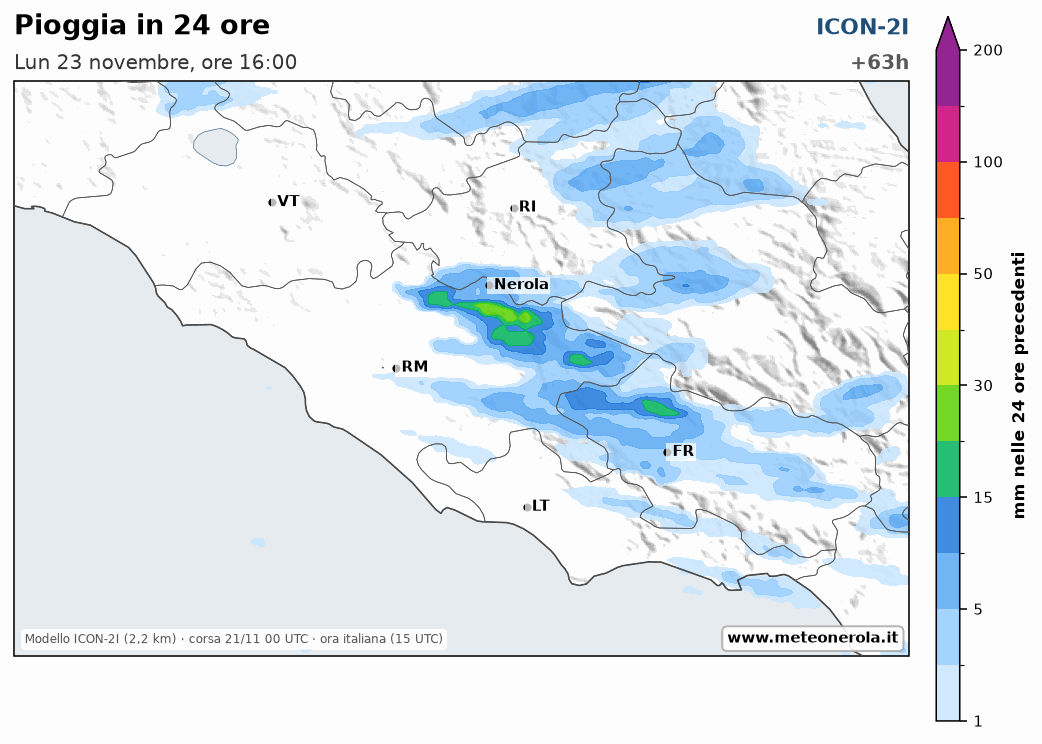 Pioggia in 24 ore
ICON-2I
Lun 23 novembre, ore 16:00
+63h
VT
RI
Nerola
RM
FR
LT
Modello ICON-2I (2,2 km) · corsa 21/11 00 UTC · ora italiana (15 UTC)
www.meteonerola.it
200
100
50
30
15
5
1
mm nelle 24 ore precedenti